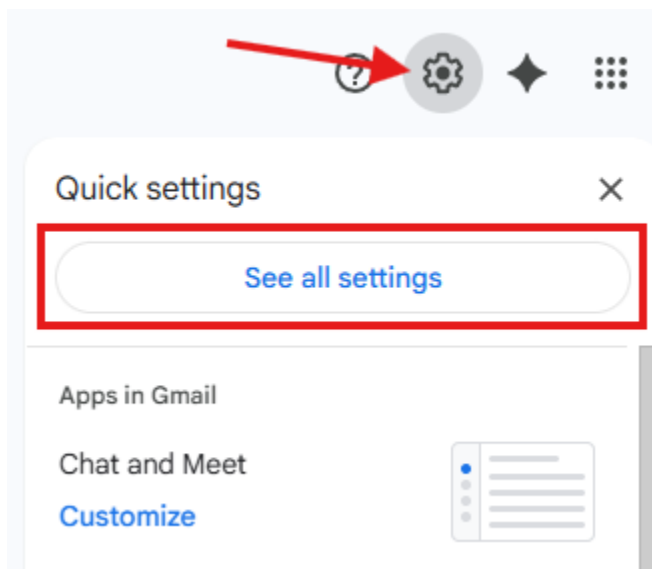 Quick settings
See all settings
Apps in Gmail
Chat and Meet
Customize